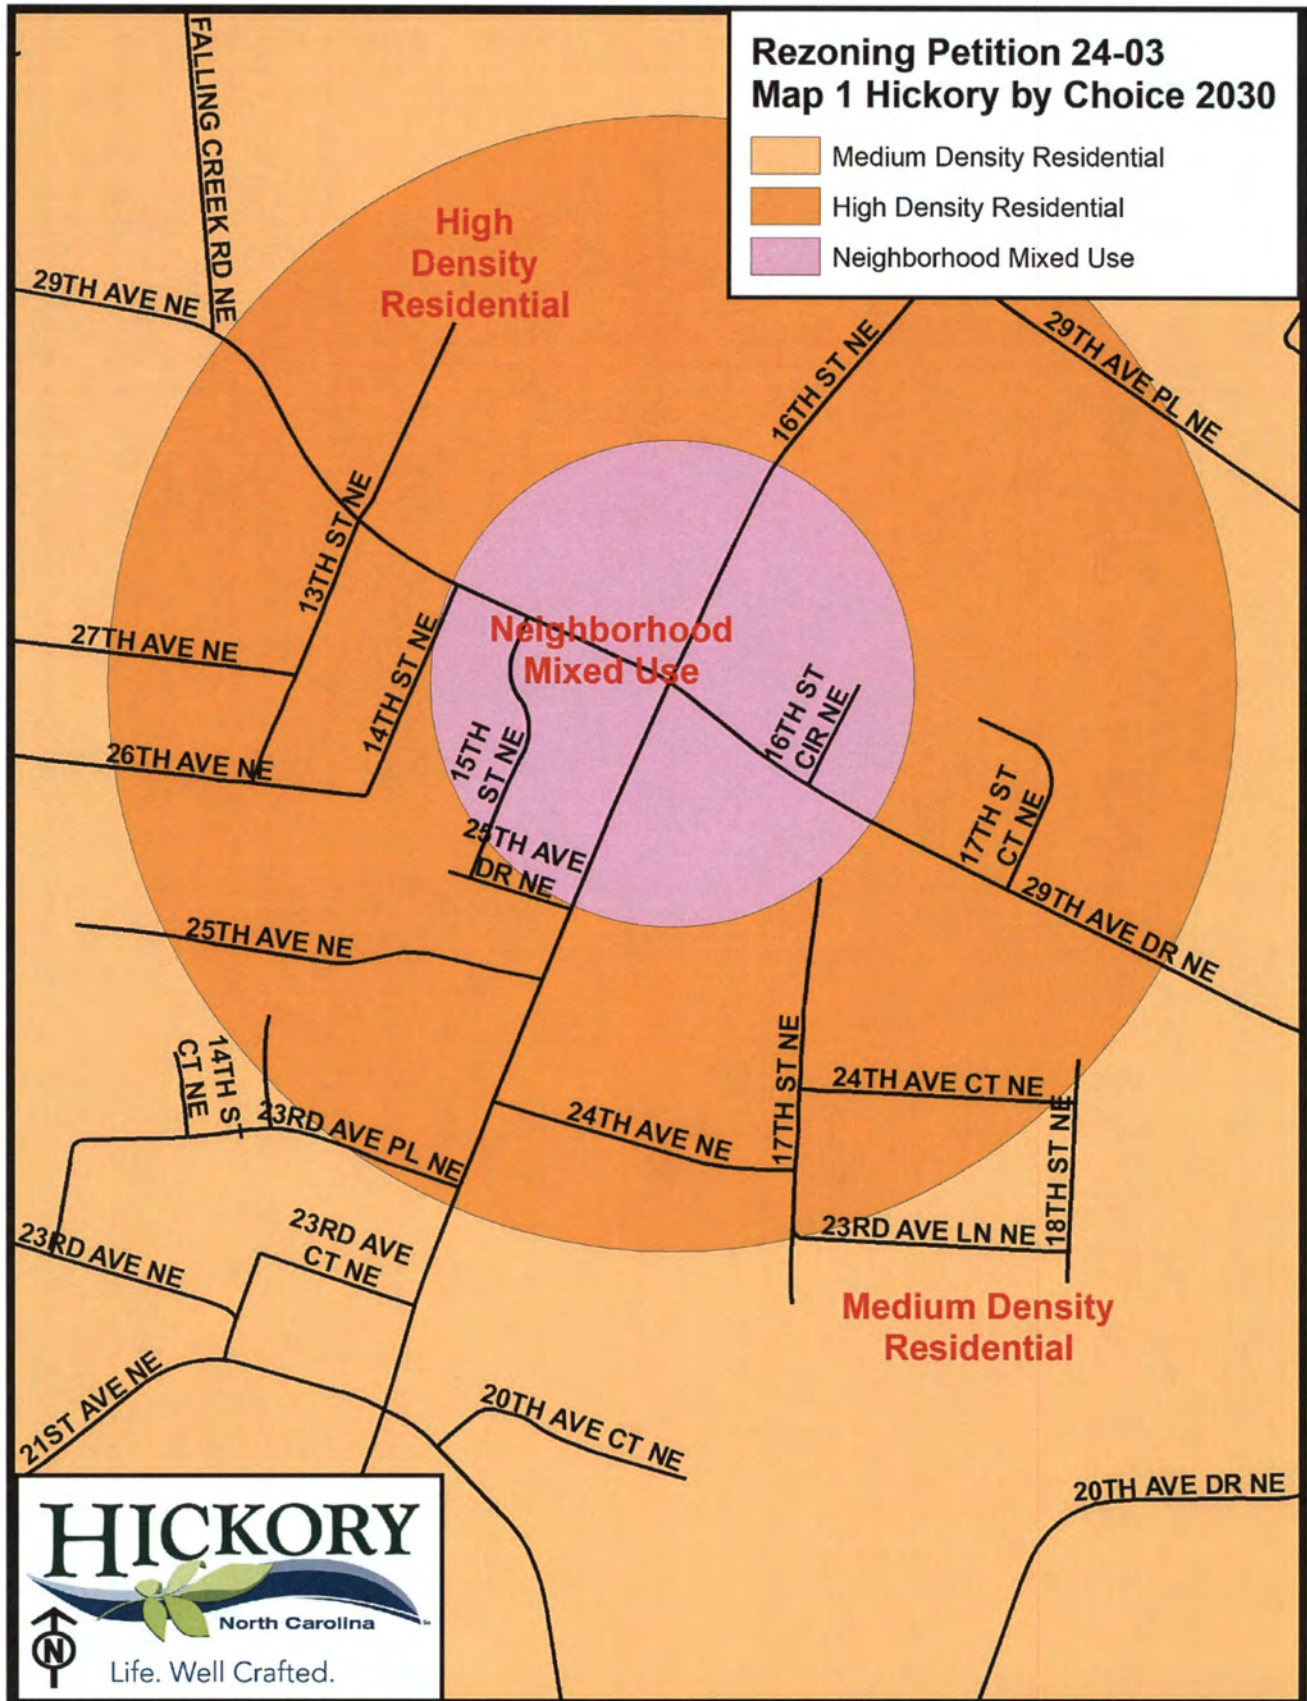 Rezoning Petition 24-03
Map 1 Hickory by Choice 2030
Medium Density Residential
High Density Residential
Neighborhood Mixed Use
FALLING CREEK RD NE
High
Density
Residential
29TH AVE NE
16TH ST NE
29TH AVE PL NE
13TH ST NE
27TH AVE NE
14TH ST NE
Neighborhood
Mixed Use
16TH ST
CIR NE
26TH AVE NE
15TH
ST NE
17TH ST
CT NE
25TH AVE
DR NE
29TH AVE DR NE
25TH AVE NE
14TH ST
CT NE
17TH ST NE
24TH AVE CT NE
23RD AVE PL NE
24TH AVE NE
18TH ST NE
23RD AVE
CT NE
23RD AVE LN NE
23RD AVE NE
Medium Density
Residential
21ST AVE NE
20TH AVE CT NE
20TH AVE DR NE
HICKORY
North Carolina
N
Life. Well Crafted.